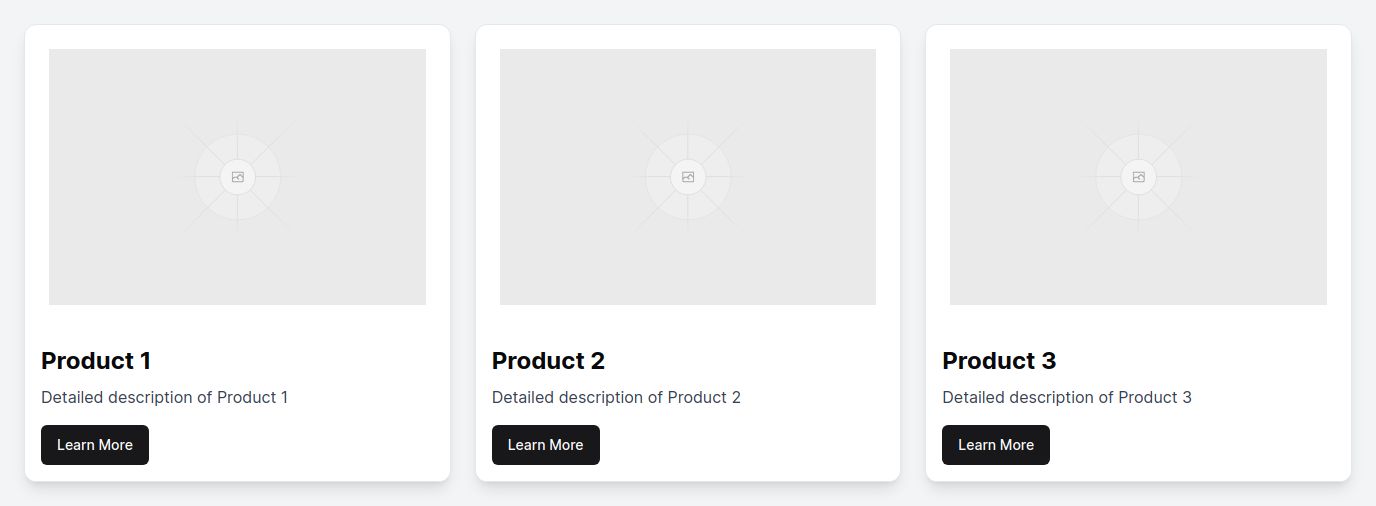 Product 1
Detailed description of Product 1
Learn More
Product 2
Detailed description of Product 2
Learn More
Product 3
Detailed description of Product 3
Learn More